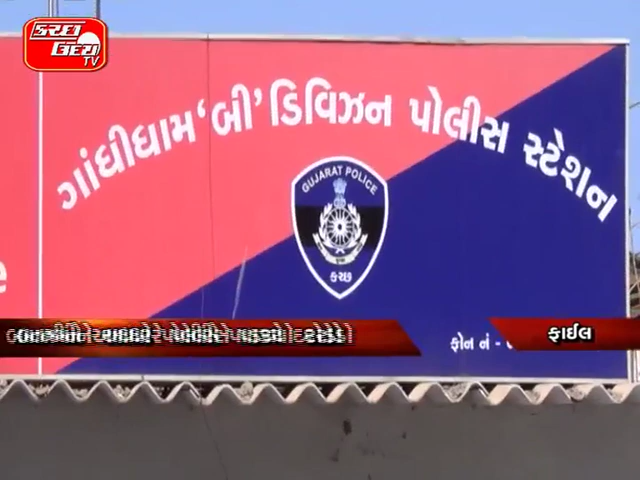 કચ્છ
ઉદય
TV
ગાંધીધામ 'બી' ડિવિઝન પોલીસ સ્ટેશન
GUJARAT POLICE
કચ્છ
ફોન નં -
ફાઈલ